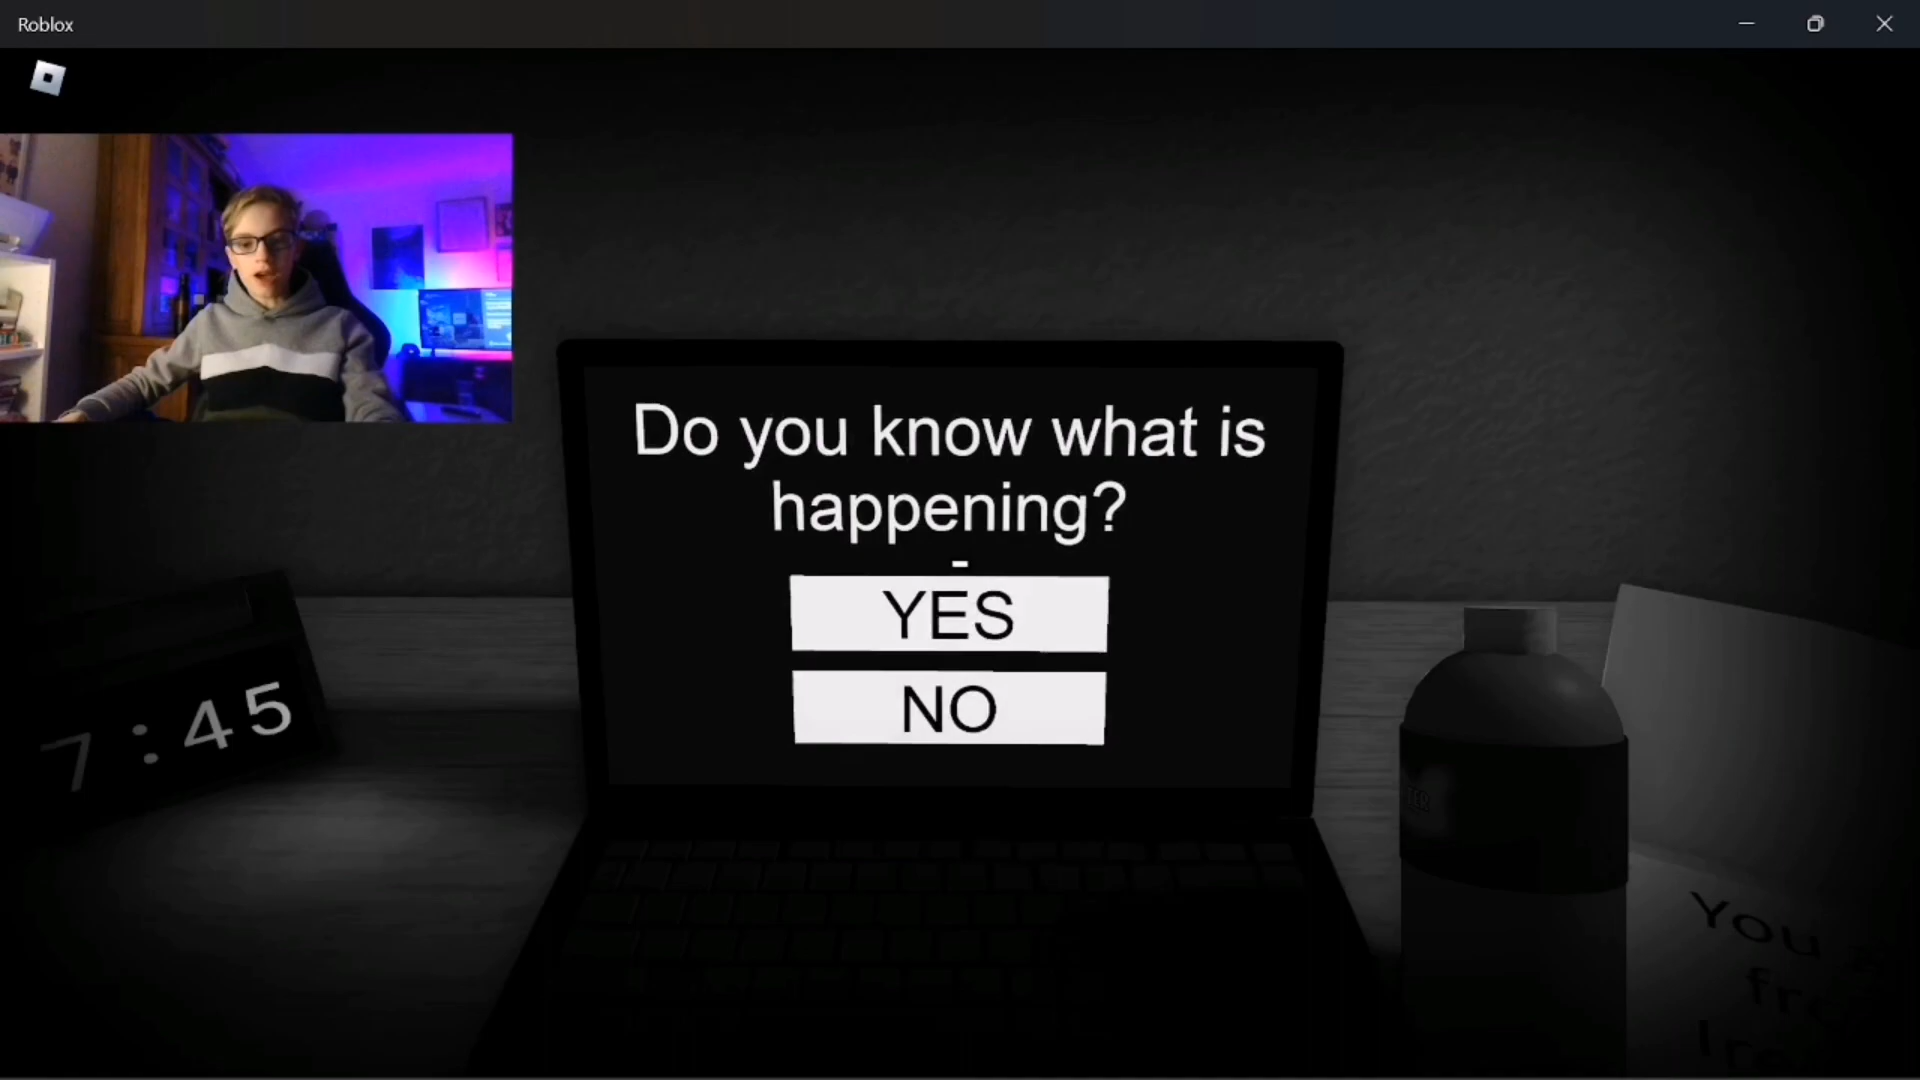 Roblox
Do you know what is
happening?
-
YES
NO
7:45
You